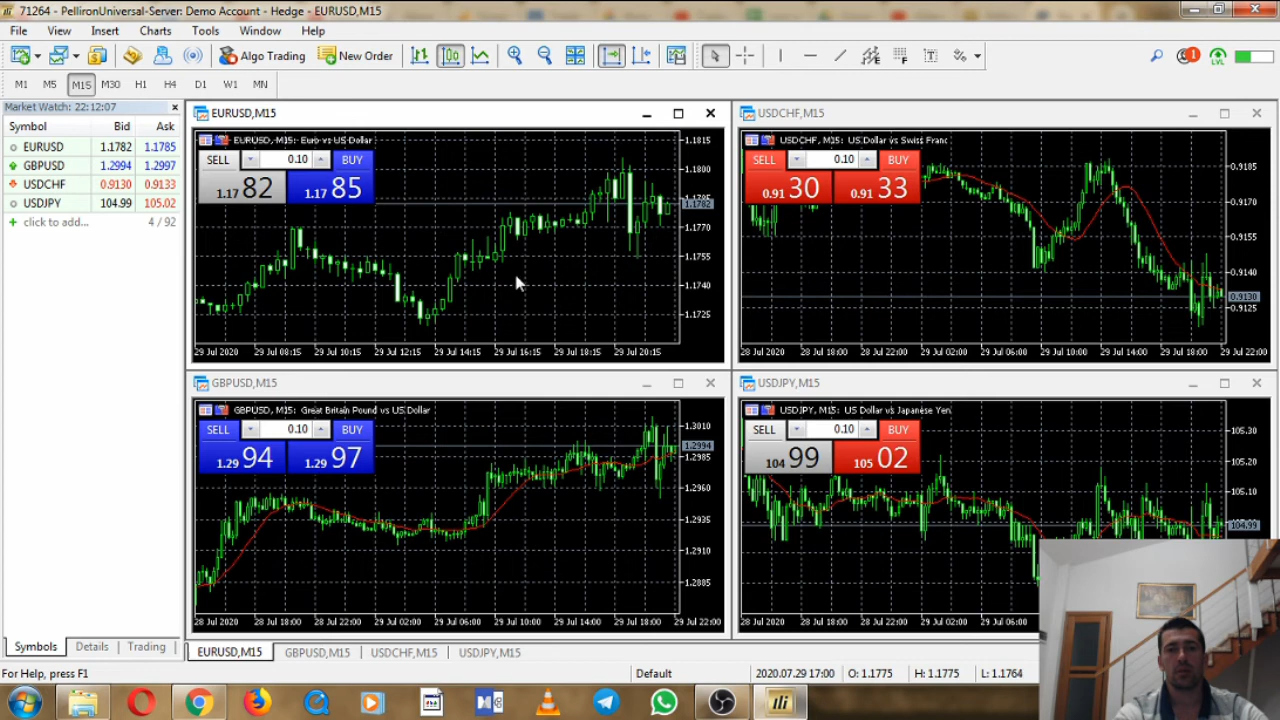 71264 - PellironUniversal-Server: Demo Account - Hedge - EURUSD,M15
File View Insert Charts Tools Window Help
Algo Trading New Order 1 LVL
M1 M5 M15 M30 H1 H4 D1 W1 MN
Market Watch: 22:12:07
Symbol Bid Ask
EURUSD 1.1782 1.1785
GBPUSD 1.2994 1.2997
USDCHF 0.9130 0.9133
USDJPY 104.99 105.02
click to add... 4 / 92
Symbols Details Trading
EURUSD,M15
EURUSD, M15: Euro vs US Dollar
SELL 0.10 BUY
1.17 82 1.17 85
1.1815
1.1800
1.1785
1.1782
1.1770
1.1755
1.1740
1.1725
29 Jul 2020 29 Jul 08:15 29 Jul 10:15 29 Jul 12:15 29 Jul 14:15 29 Jul 16:15 29 Jul 18:15 29 Jul 20:15
USDCHF,M15
USDCHF, M15: US Dollar vs Swiss Franc
SELL 0.10 BUY
0.91 30 0.91 33
0.9185
0.9170
0.9155
0.9140
0.9130
0.9125
28 Jul 2020 28 Jul 18:00 28 Jul 22:00 29 Jul 02:00 29 Jul 06:00 29 Jul 10:00 29 Jul 14:00 29 Jul 18:00 29 Jul 22:00
GBPUSD,M15
GBPUSD, M15: Great Britain Pound vs US Dollar
SELL 0.10 BUY
1.29 94 1.29 97
1.3010
1.2994
1.2985
1.2960
1.2935
1.2910
1.2885
28 Jul 2020 28 Jul 18:00 28 Jul 22:00 29 Jul 02:00 29 Jul 06:00 29 Jul 10:00 29 Jul 14:00 29 Jul 18:00 29 Jul 22:00
USDJPY,M15
USDJPY, M15: US Dollar vs Japanese Yen
SELL 0.10 BUY
104 99 105 02
105.30
105.20
105.10
104.99
28 Jul 2020 28 Jul 18:00 28 Jul 22:00 29 Jul 02:00 29 Jul 06:00
EURUSD,M15 GBPUSD,M15 USDCHF,M15 USDJPY,M15
For Help, press F1 Default 2020.07.29 17:00 O: 1.1775 H: 1.1775 L: 1.1764